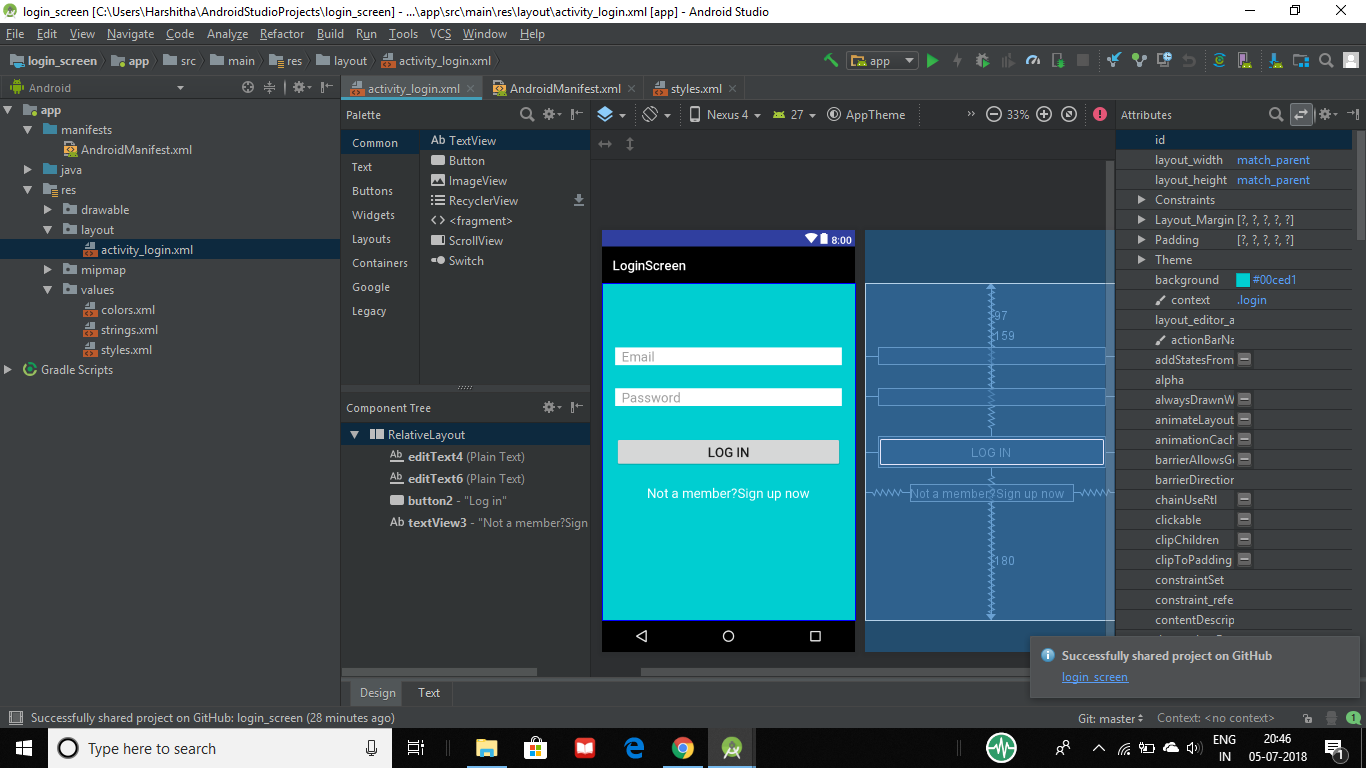 login_screen [C:\Users\Harshitha\AndroidStudioProjects\login_screen] - ...\app\src\main\res\layout\activity_login.xml [app] - Android Studio
File Edit View Navigate Code Analyze Refactor Build Run Tools VCS Window Help
login_screen app src main res layout activity_login.xml
app
Android
activity_login.xml AndroidManifest.xml styles.xml
app
manifests
AndroidManifest.xml
java
res
drawable
layout
activity_login.xml
mipmap
values
colors.xml
strings.xml
styles.xml
Gradle Scripts
Palette
Common
Text
Buttons
Widgets
Layouts
Containers
Google
Legacy
Ab TextView
Button
ImageView
RecyclerView
<fragment>
ScrollView
Switch
Component Tree
RelativeLayout
Ab editText4 (Plain Text)
Ab editText6 (Plain Text)
button2 - "Log in"
Ab textView3 - "Not a member?Sign
Nexus 4 27 AppTheme » 33%
8:00
LoginScreen
Email
Password
LOG IN
Not a member?Sign up now
97
159
LOG IN
Not a member?Sign up now
180
Attributes
id
layout_width match_parent
layout_height match_parent
Constraints
Layout_Margin [?, ?, ?, ?, ?]
Padding [?, ?, ?, ?, ?]
Theme
background #00ced1
context .login
layout_editor_a
actionBarNa
addStatesFrom
alpha
alwaysDrawnW
animateLayout
animationCach
barrierAllowsGo
barrierDirection
chainUseRtl
clickable
clipChildren
clipToPadding
constraintSet
constraint_refe
contentDescrip
Successfully shared project on GitHub
login_screen
Design Text
Successfully shared project on GitHub: login_screen (28 minutes ago)
Git: master Context: <no context> 1
Type here to search
ENG
IN
20:46
05-07-2018
1